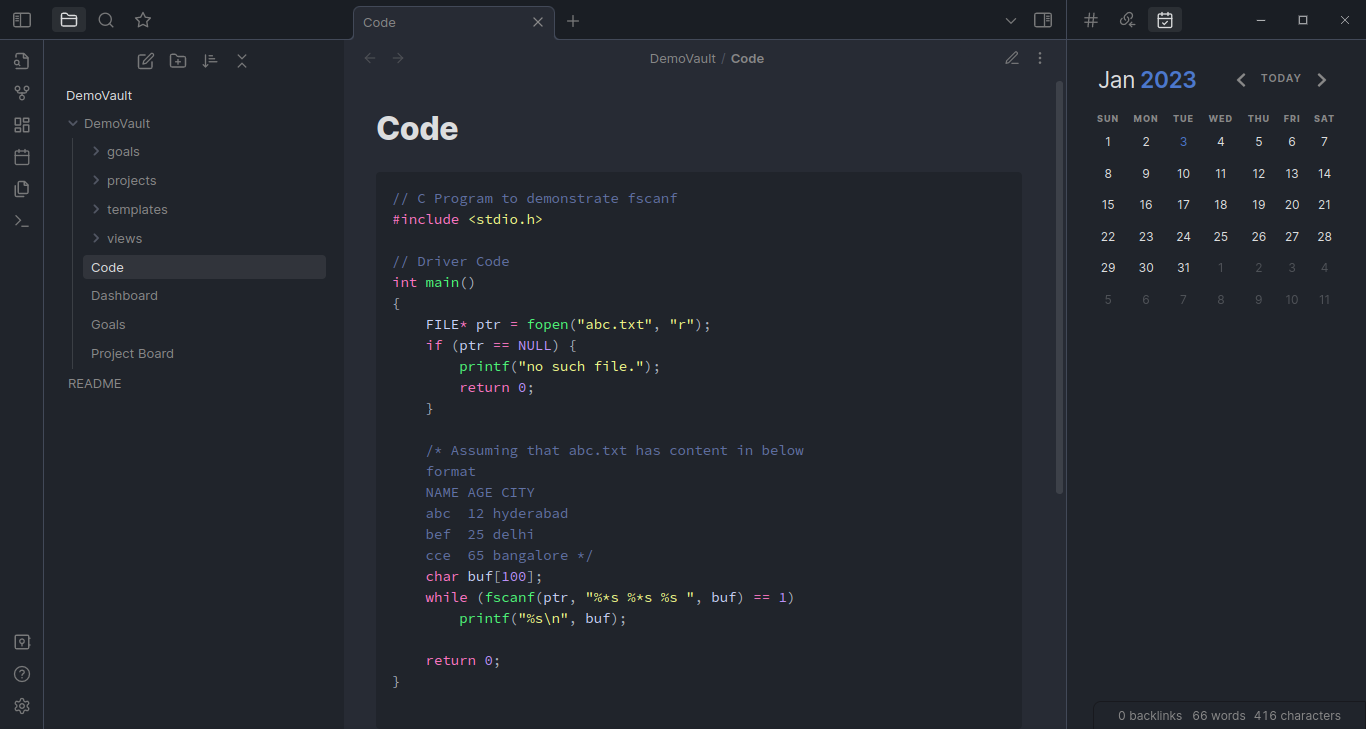 Code
DemoVault / Code
DemoVault
DemoVault
goals
projects
templates
views
Code
Dashboard
Goals
Project Board
README
Code
// C Program to demonstrate fscanf
#include <stdio.h>
// Driver Code
int main()
{
    FILE* ptr = fopen("abc.txt", "r");
    if (ptr == NULL) {
        printf("no such file.");
        return 0;
    }
    /* Assuming that abc.txt has content in below
    format
    NAME AGE CITY
    abc  12 hyderabad
    bef  25 delhi
    cce  65 bangalore */
    char buf[100];
    while (fscanf(ptr, "%*s %*s %s ", buf) == 1)
        printf("%s\n", buf);
    return 0;
}
Jan 2023
TODAY
SUN MON TUE WED THU FRI SAT
1 2 3 4 5 6 7
8 9 10 11 12 13 14
15 16 17 18 19 20 21
22 23 24 25 26 27 28
29 30 31 1 2 3 4
5 6 7 8 9 10 11
0 backlinks 66 words 416 characters